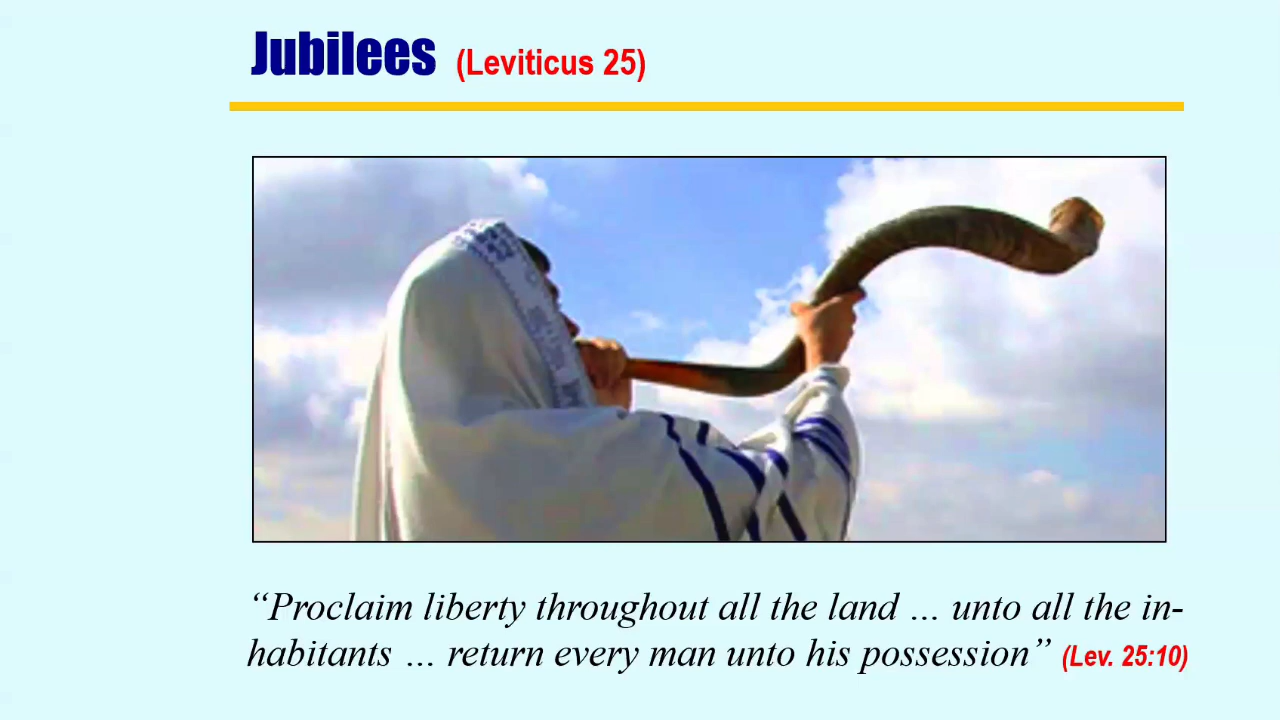 Jubilees (Leviticus 25)
“Proclaim liberty throughout all the land … unto all the in-
habitants … return every man unto his possession” (Lev. 25:10)